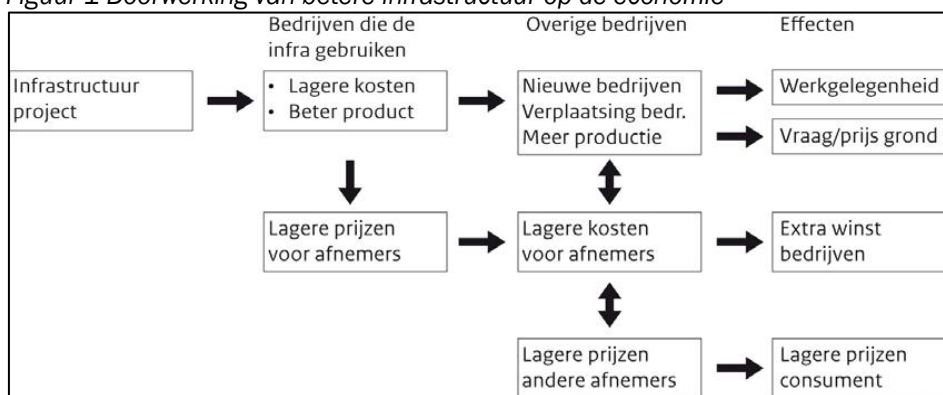 Figuur 1 Doorwerking van betere infrastructuur op de economie
Bedrijven die de
infra gebruiken
Overige bedrijven
Effecten
Infrastructuur
project
• Lagere kosten
• Beter product
Nieuwe bedrijven
Verplaatsing bedr.
Meer productie
Werkgelegenheid
Vraag/prijs grond
Lagere prijzen
voor afnemers
Lagere kosten
voor afnemers
Extra winst
bedrijven
Lagere prijzen
andere afnemers
Lagere prijzen
consument